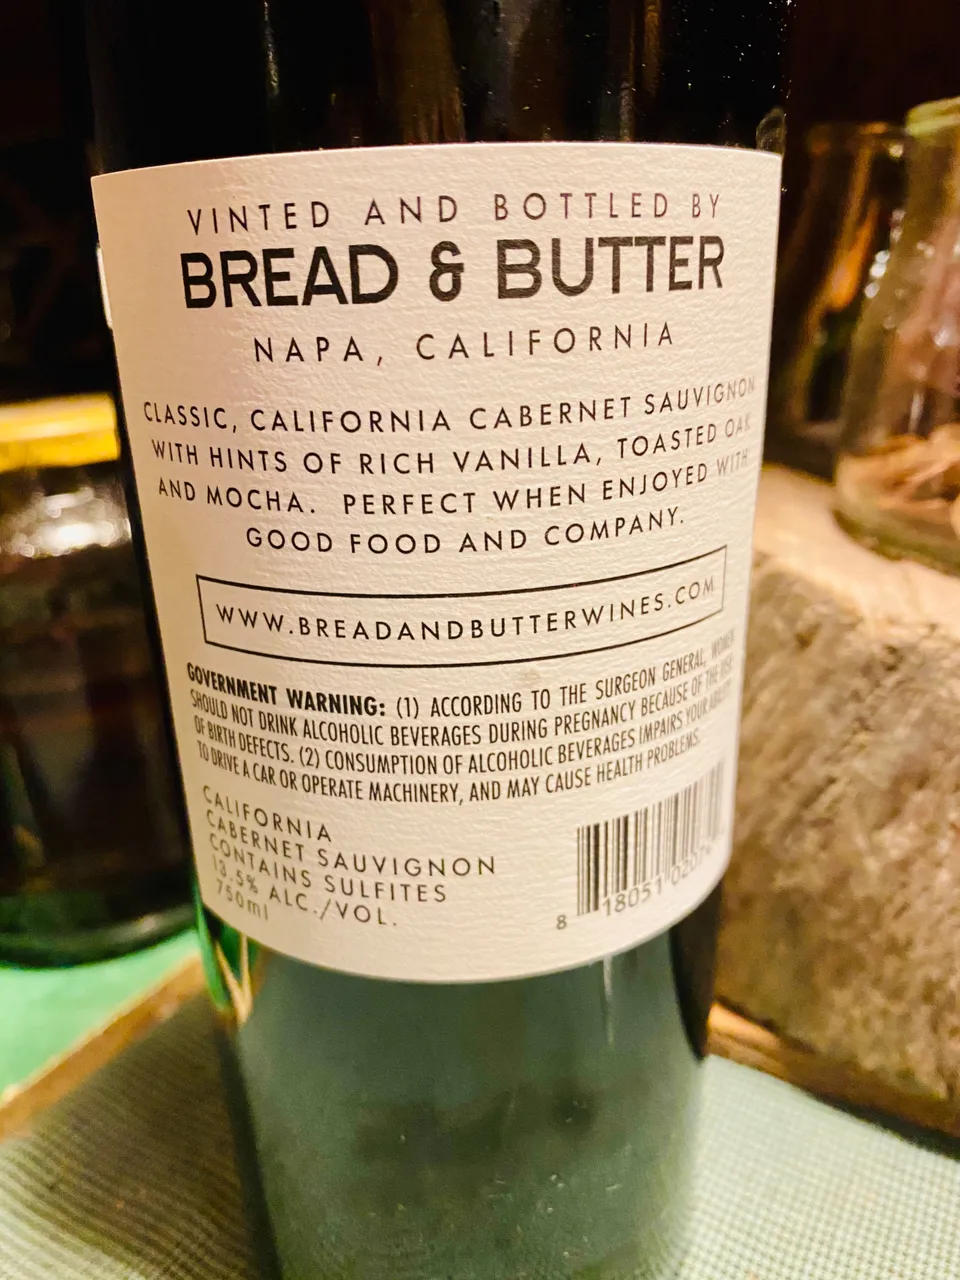 VINTED AND BOTTLED BY
BREAD & BUTTER
NAPA, CALIFORNIA
CLASSIC, CALIFORNIA CABERNET SAUVIGNON
WITH HINTS OF RICH VANILLA, TOASTED OAK
AND MOCHA. PERFECT WHEN ENJOYED WITH
GOOD FOOD AND COMPANY.
WWW.BREADANDBUTTERWINES.COM
GOVERNMENT WARNING: (1) ACCORDING TO THE SURGEON GENERAL, WOMEN
SHOULD NOT DRINK ALCOHOLIC BEVERAGES DURING PREGNANCY BECAUSE OF THE RISK
OF BIRTH DEFECTS. (2) CONSUMPTION OF ALCOHOLIC BEVERAGES IMPAIRS YOUR ABILITY
TO DRIVE A CAR OR OPERATE MACHINERY, AND MAY CAUSE HEALTH PROBLEMS.
CALIFORNIA
CABERNET SAUVIGNON
CONTAINS SULFITES
13.5% ALC./VOL.
750ml
8 18051